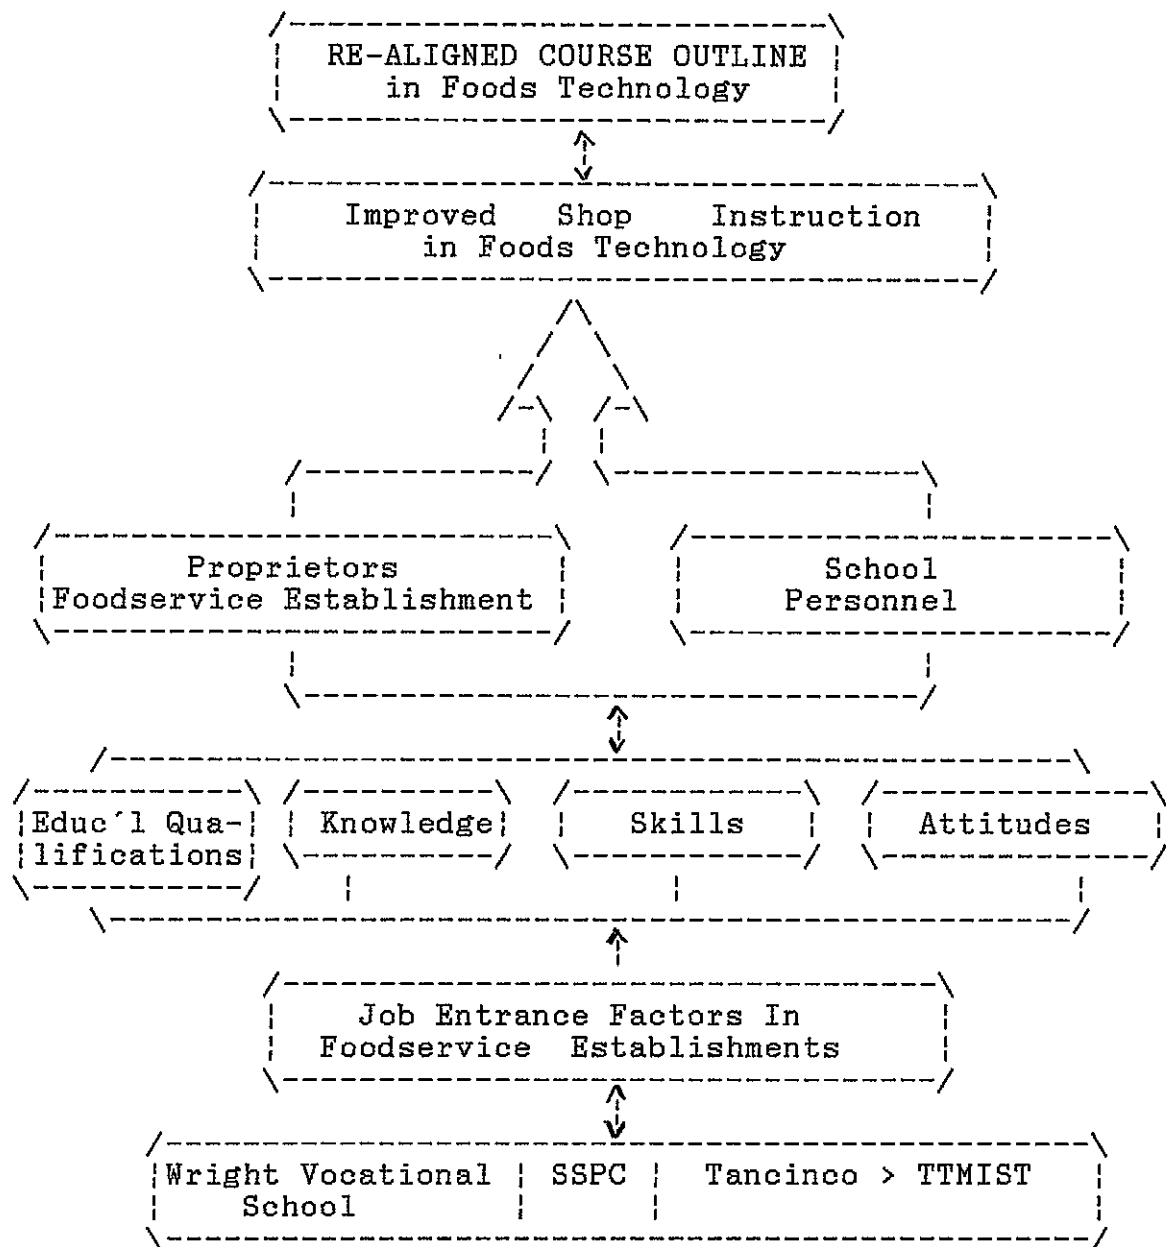 RE-ALIGNED COURSE OUTLINE
in Foods Technology
Improved Shop Instruction
in Foods Technology
Proprietors
Foodservice Establishment
School
Personnel
Educ´l Qua-
lifications
Knowledge
Skills
Attitudes
Job Entrance Factors In
Foodservice Establishments
Wright Vocational
School
SSPC
Tancinco > TTMIST